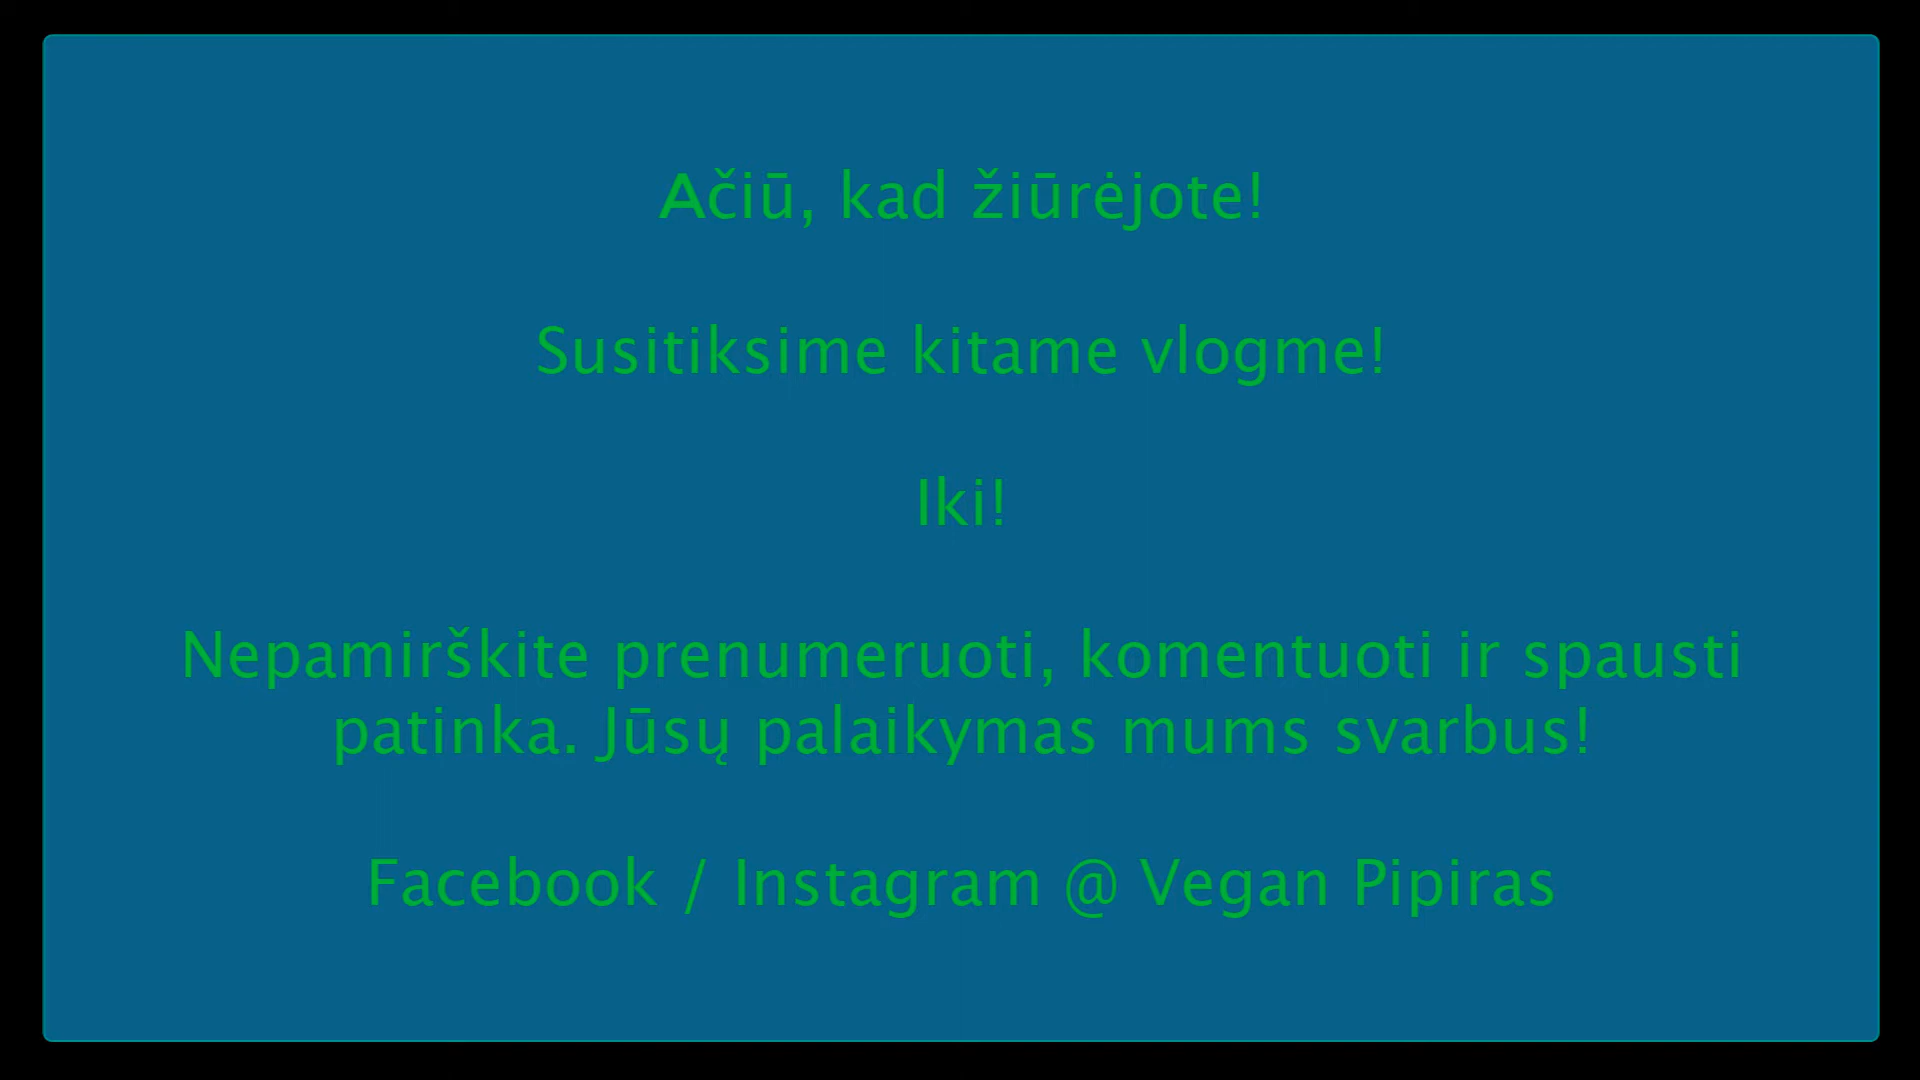 Ačiū, kad žiūrėjote!
Susitiksime kitame vlogme!
Iki!
Nepamirškite prenumeruoti, komentuoti ir spausti
patinka. Jūsų palaikymas mums svarbus!
Facebook / Instagram @ Vegan Pipiras